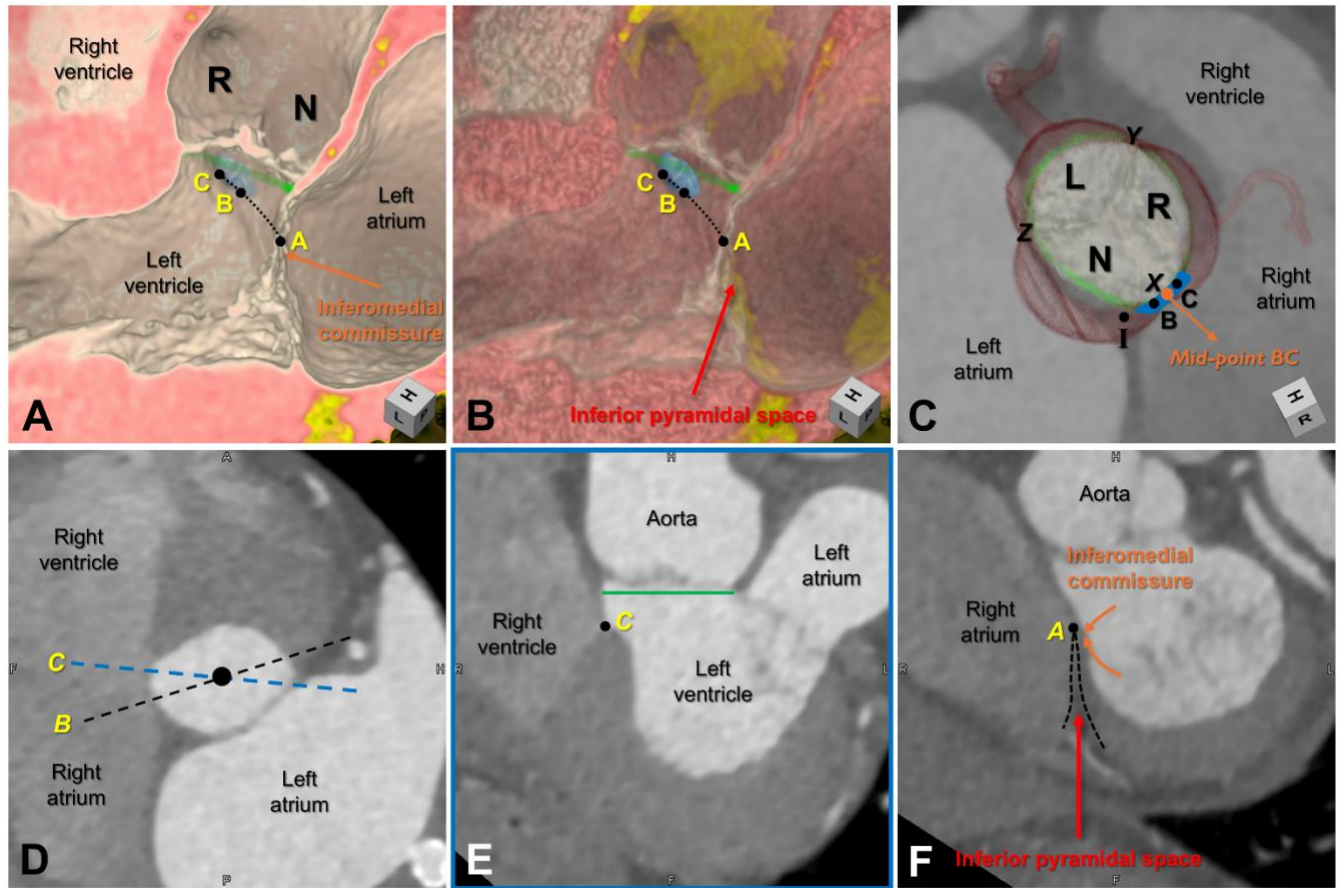 Right
ventricle
R
N
C
B
A
Left
atrium
Left
ventricle
Inferomedial
commissure
A
H
L
P
C
B
A
Inferior pyramidal space
B
H
L
P
Right
ventricle
Y
L
R
Z
N
X
C
B
I
Right
atrium
Left
atrium
Mid-point BC
C
H
R
A
Right
ventricle
C
F
H
B
Right
atrium
Left
atrium
D
P
H
Aorta
Left
atrium
Right
ventricle
C
R
L
Left
ventricle
E
F
H
Aorta
Inferomedial
commissure
Right
atrium
A
R
L
F
Inferior pyramidal space
F